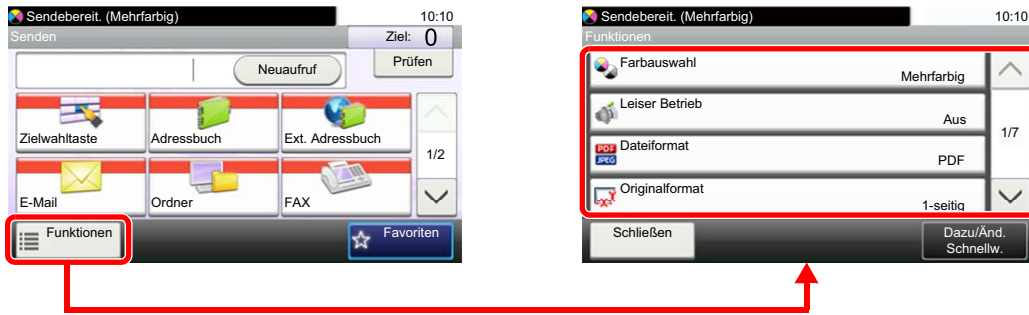 Sendebereit. (Mehrfarbig) 10:10
Senden Ziel: 0
Neuaufruf Prüfen
Zielwahltaste Adressbuch Ext. Adressbuch
1/2
E-Mail Ordner FAX
Funktionen Favoriten
Sendebereit. (Mehrfarbig) 10:10
Funktionen
Farbauswahl
Mehrfarbig
Leiser Betrieb
Aus
1/7
PDF
JPEG
Dateiformat
PDF
Originalformat
1-seitig
Schließen Dazu/Änd.
Schnellw.